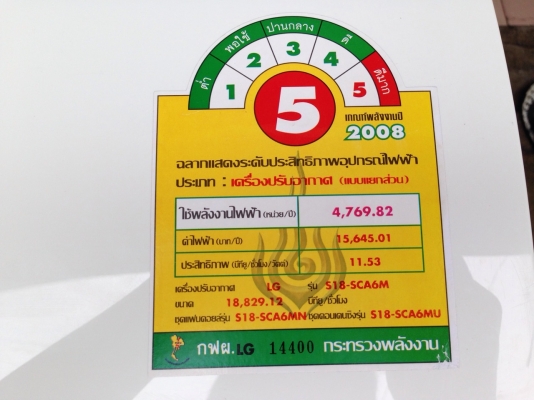 ต่ำ พอใช้ ปานกลาง ดี ดีมาก
1 2 3 4 5
5
เกณฑ์พลังงานปี
2008
ฉลากแสดงระดับประสิทธิภาพอุปกรณ์ไฟฟ้า
ประเภท : เครื่องปรับอากาศ (แบบแยกส่วน)
ใช้พลังงานไฟฟ้า (หน่วย/ปี) 4,769.82
ค่าไฟฟ้า (บาท/ปี) 15,645.01
ประสิทธิภาพ (บีทียู/ชั่วโมง/วัตต์) 11.53
เครื่องปรับอากาศ LG รุ่น S18-SCA6M
ขนาด 18,829.12 บีทียู/ชั่วโมง
ชุดแฟนคอยล์รุ่น S18-SCA6MN ชุดคอนเดนซิ่งรุ่น S18-SCA6MU
กฟผ. LG 14400 กระทรวงพลังงาน